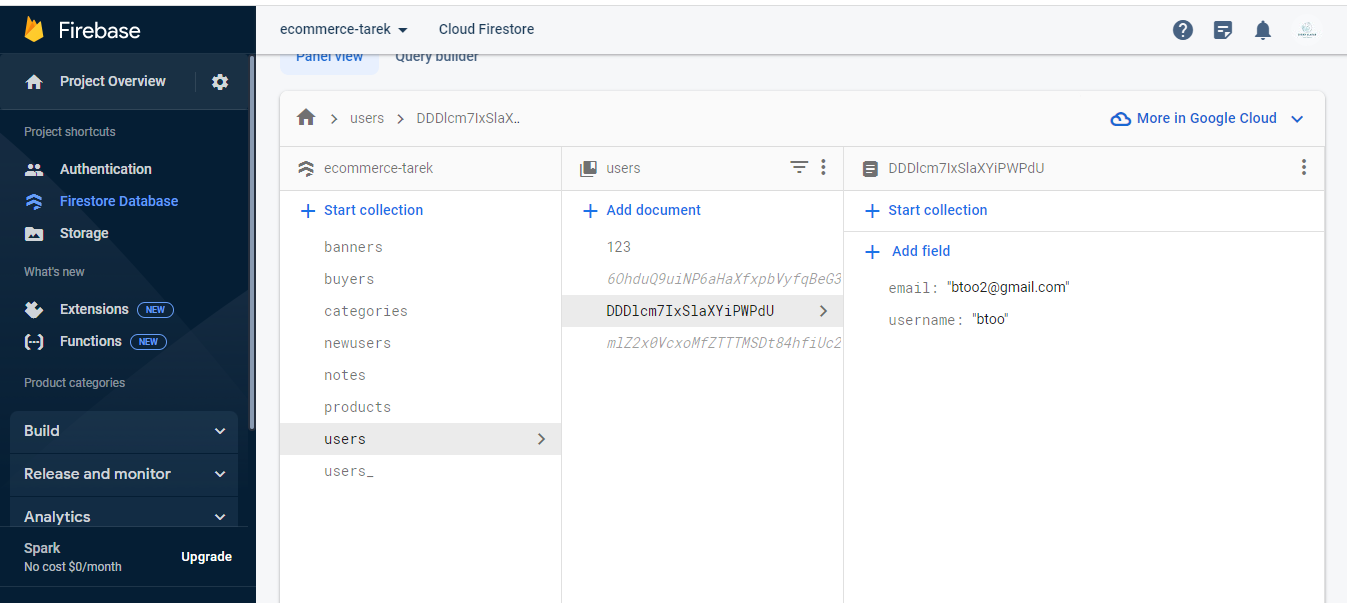 Firebase
Project Overview
Project shortcuts
Authentication
Firestore Database
Storage
What's new
Extensions NEW
Functions NEW
Product categories
Build
Release and monitor
Analytics
Spark
No cost $0/month
Upgrade
ecommerce-tarek Cloud Firestore
Panel view Query builder
users DDDlcm7IxSlaX..
More in Google Cloud
ecommerce-tarek
Start collection
banners
buyers
categories
newusers
notes
products
users
users_
users
Add document
123
6OhduQ9uiNP6aHaXfxpbVyfqBeG3
DDDlcm7IxSlaXYiPWPdU
mlZ2x0VcxoMfZTTTMSDt84hfiUc2
DDDlcm7IxSlaXYiPWPdU
Start collection
Add field
email: "btoo2@gmail.com"
username: "btoo"